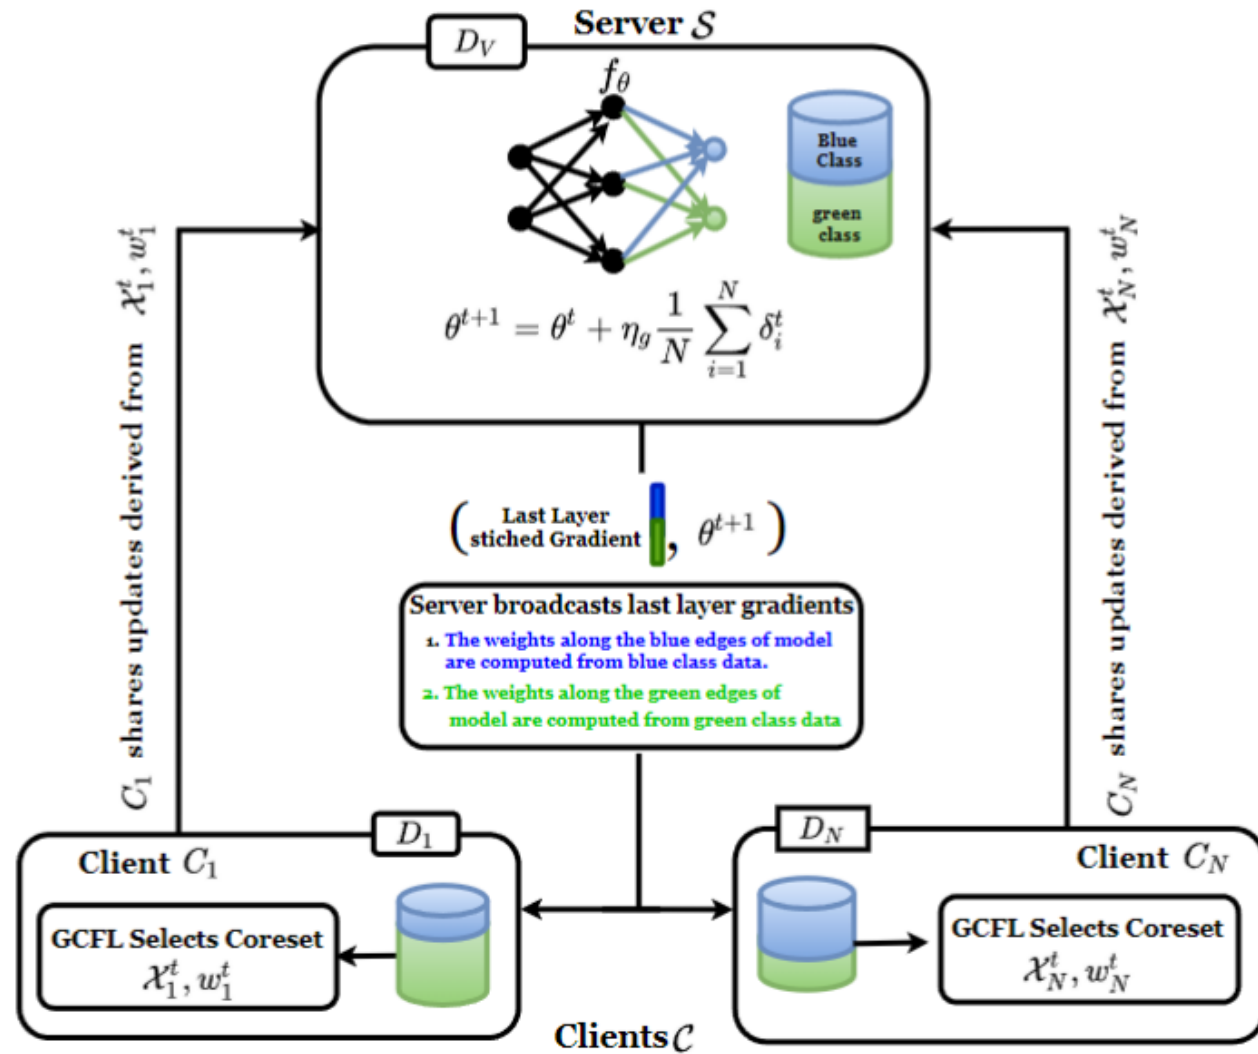 Server 𝒮
D_V
f_θ
Blue
Class
green
class
θ^{t+1} = θ^t + η_g \frac{1}{N} \sum_{i=1}^{N} δ_i^t
C_1 shares updates derived from 𝒳_1^t, w_1^t
C_N shares updates derived from 𝒳_N^t, w_N^t
( Last Layer
stiched Gradient , θ^{t+1} )
Server broadcasts last layer gradients
1. The weights along the blue edges of model
are computed from blue class data.
2. The weights along the green edges of
model are computed from green class data
D_1
Client C_1
GCFL Selects Coreset
𝒳_1^t, w_1^t
D_N
Client C_N
GCFL Selects Coreset
𝒳_N^t, w_N^t
Clients 𝒞